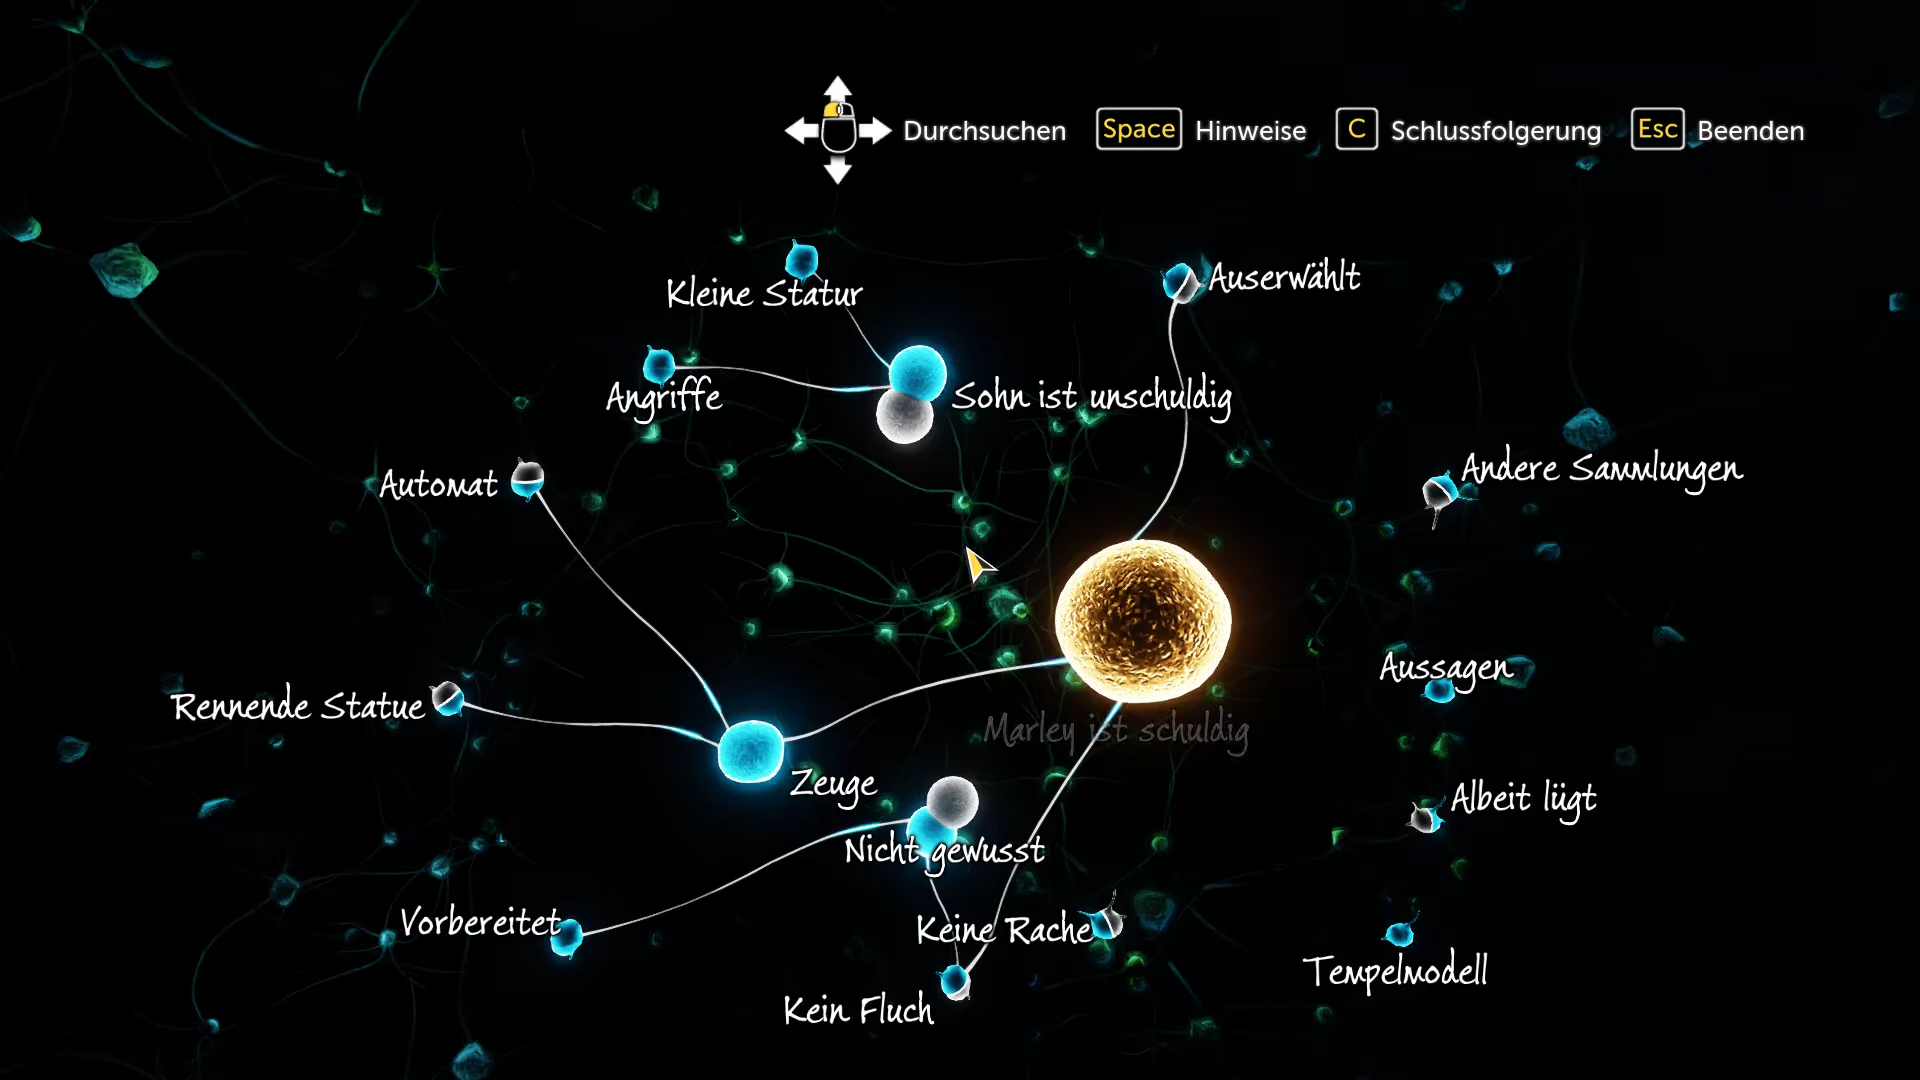 Durchsuchen
Space Hinweise
C Schlussfolgerung
Esc Beenden
Kleine Statur
Auserwählt
Angriffe
Sohn ist unschuldig
Automat
Andere Sammlungen
Rennende Statue
Aussagen
Marley ist schuldig
Zeuge
Albeit lügt
Nicht gewusst
Vorbereitet
Keine Rache
Tempelmodell
Kein Fluch